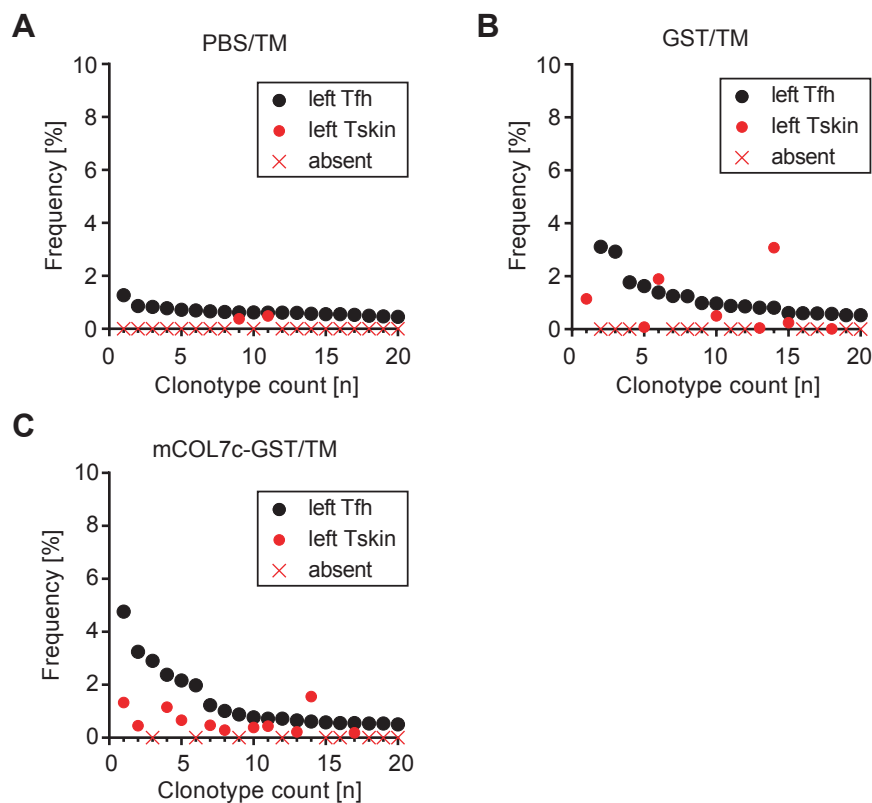 A
PBS/TM
10
8
6
4
2
0
Frequency [%]
left Tfh
left Tskin
absent
0 5 10 15 20
Clonotype count [n]
B
GST/TM
10
8
6
4
2
0
Frequency [%]
left Tfh
left Tskin
absent
0 5 10 15 20
Clonotype count [n]
C
mCOL7c-GST/TM
10
8
6
4
2
0
Frequency [%]
left Tfh
left Tskin
absent
0 5 10 15 20
Clonotype count [n]